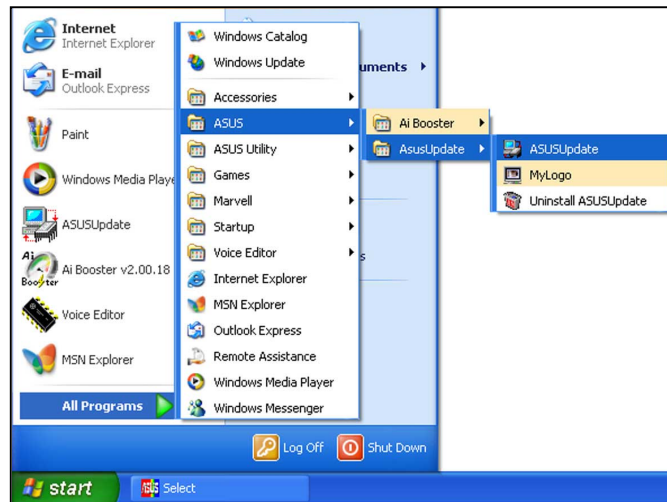 Internet
Internet Explorer
E-mail
Outlook Express
Paint
Windows Media Playe
ASUSUpdate
Ai Booster v2.00.18
Voice Editor
MSN Explorer
All Programs
Windows Catalog
Windows Update
Accessories
ASUS
ASUS Utility
Games
Marvell
Startup
Voice Editor
Internet Explorer
MSN Explorer
Outlook Express
Remote Assistance
Windows Media Player
Windows Messenger
uments
s
Ai Booster
AsusUpdate
ASUSUpdate
MyLogo
Uninstall ASUSUpdate
Log Off
Shut Down
start
Select